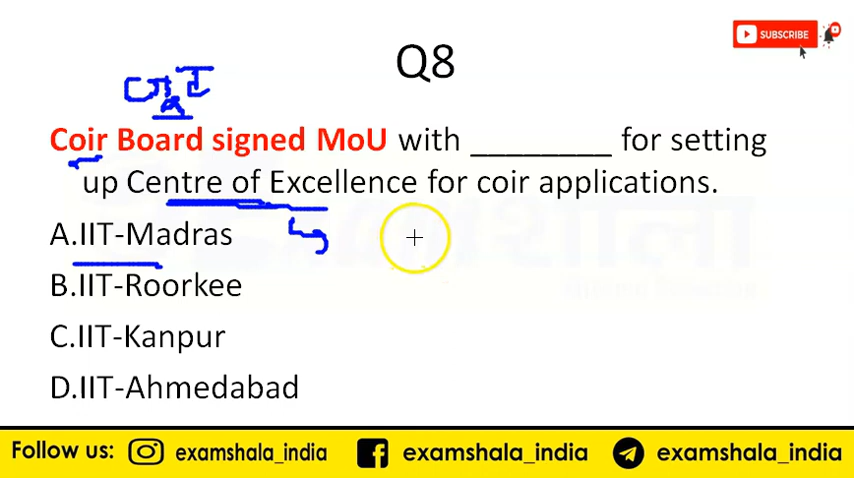 SUBSCRIBE
Q8
Coir Board signed MoU with ________ for setting
up Centre of Excellence for coir applications.
A.IIT-Madras
B.IIT-Roorkee
C.IIT-Kanpur
D.IIT-Ahmedabad
Follow us: examshala_india examshala_india examshala_india